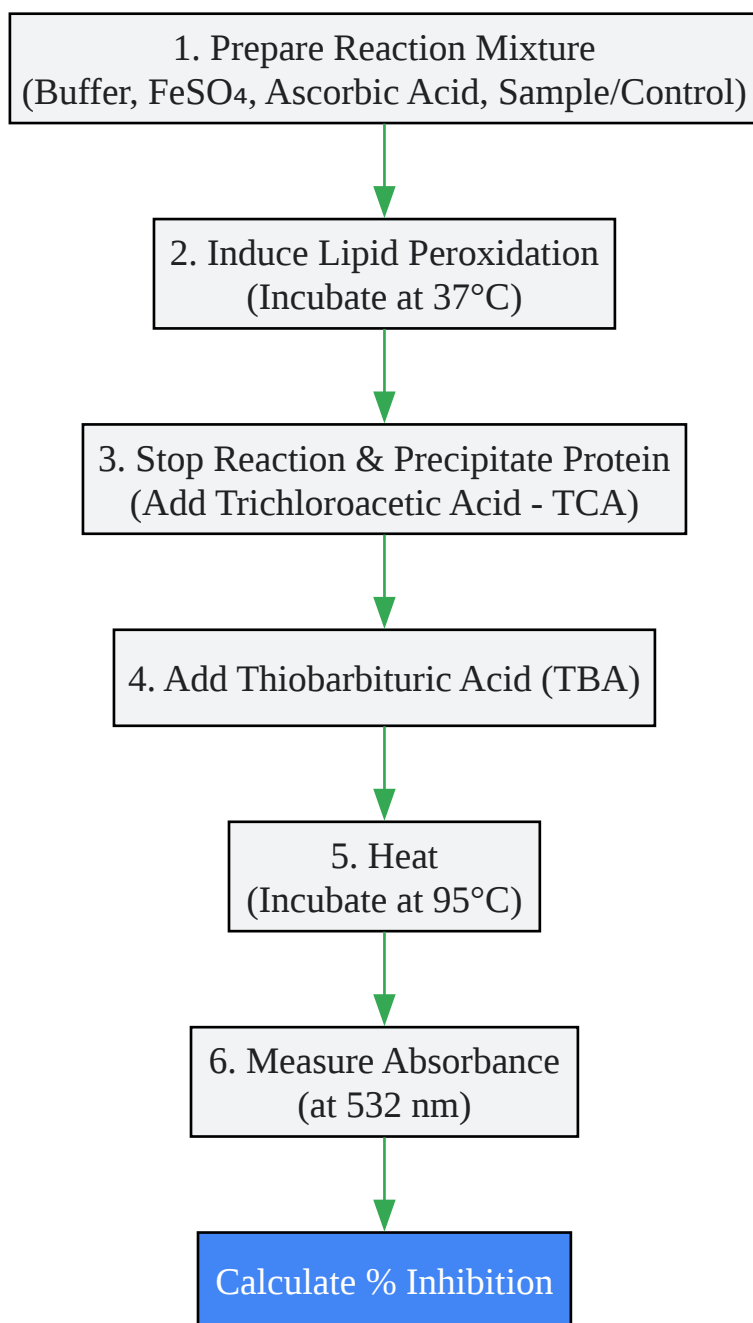 1. Prepare Reaction Mixture
(Buffer, FeSO₄, Ascorbic Acid, Sample/Control)
2. Induce Lipid Peroxidation
(Incubate at 37°C)
3. Stop Reaction & Precipitate Protein
(Add Trichloroacetic Acid - TCA)
4. Add Thiobarbituric Acid (TBA)
5. Heat
(Incubate at 95°C)
6. Measure Absorbance
(at 532 nm)
Calculate % Inhibition